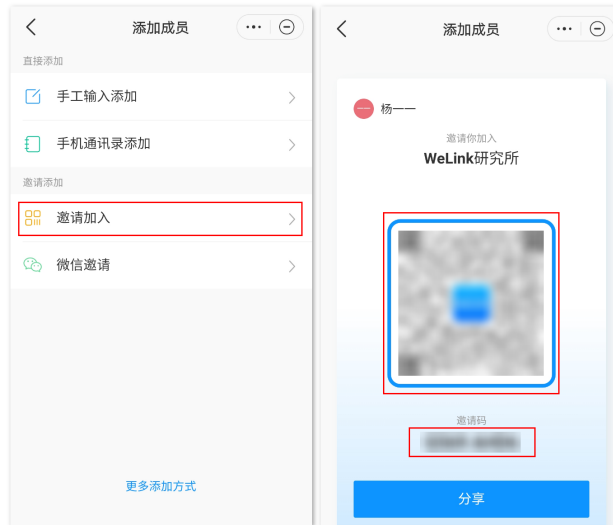 添加成员
直接添加
手工输入添加
手机通讯录添加
邀请添加
邀请加入
微信邀请
更多添加方式
添加成员
一一
杨一一
邀请你加入
WeLink研究所
邀请码
分享